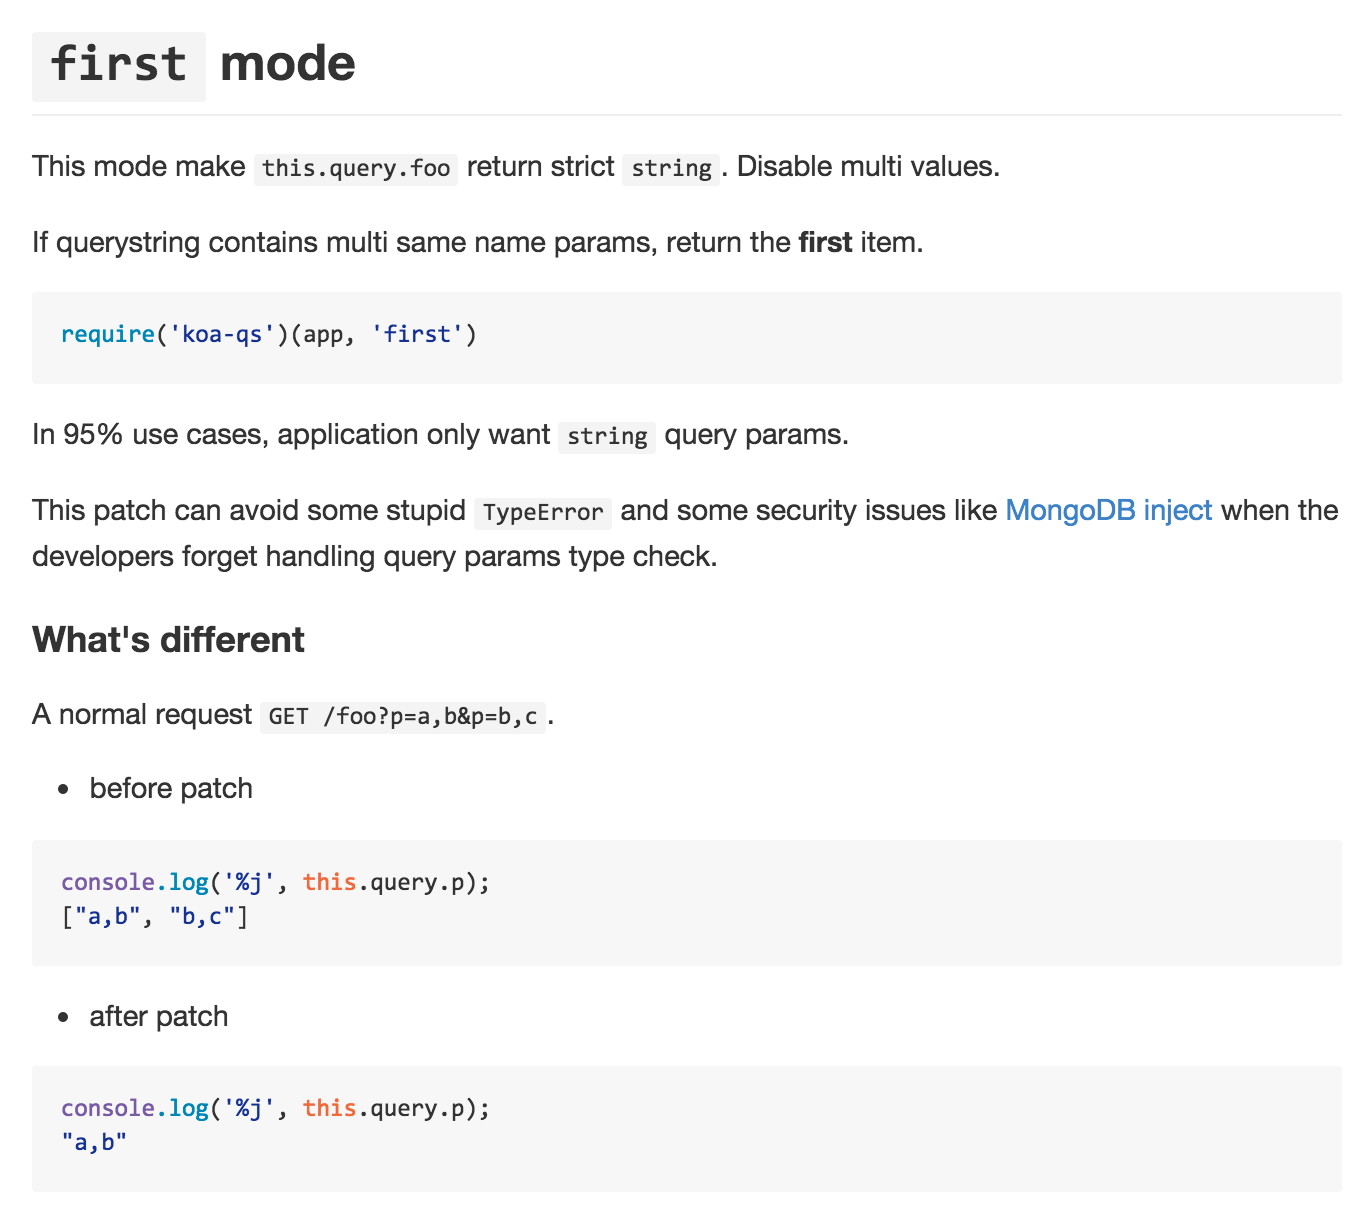 first mode
This mode make this.query.foo return strict string. Disable multi values.
If querystring contains multi same name params, return the first item.
require('koa-qs')(app, 'first')
In 95% use cases, application only want string query params.
This patch can avoid some stupid TypeError and some security issues like MongoDB inject when the
developers forget handling query params type check.
What's different
A normal request GET /foo?p=a,b&p=b,c.
• before patch
console.log('%j', this.query.p);
["a,b", "b,c"]
• after patch
console.log('%j', this.query.p);
"a,b"